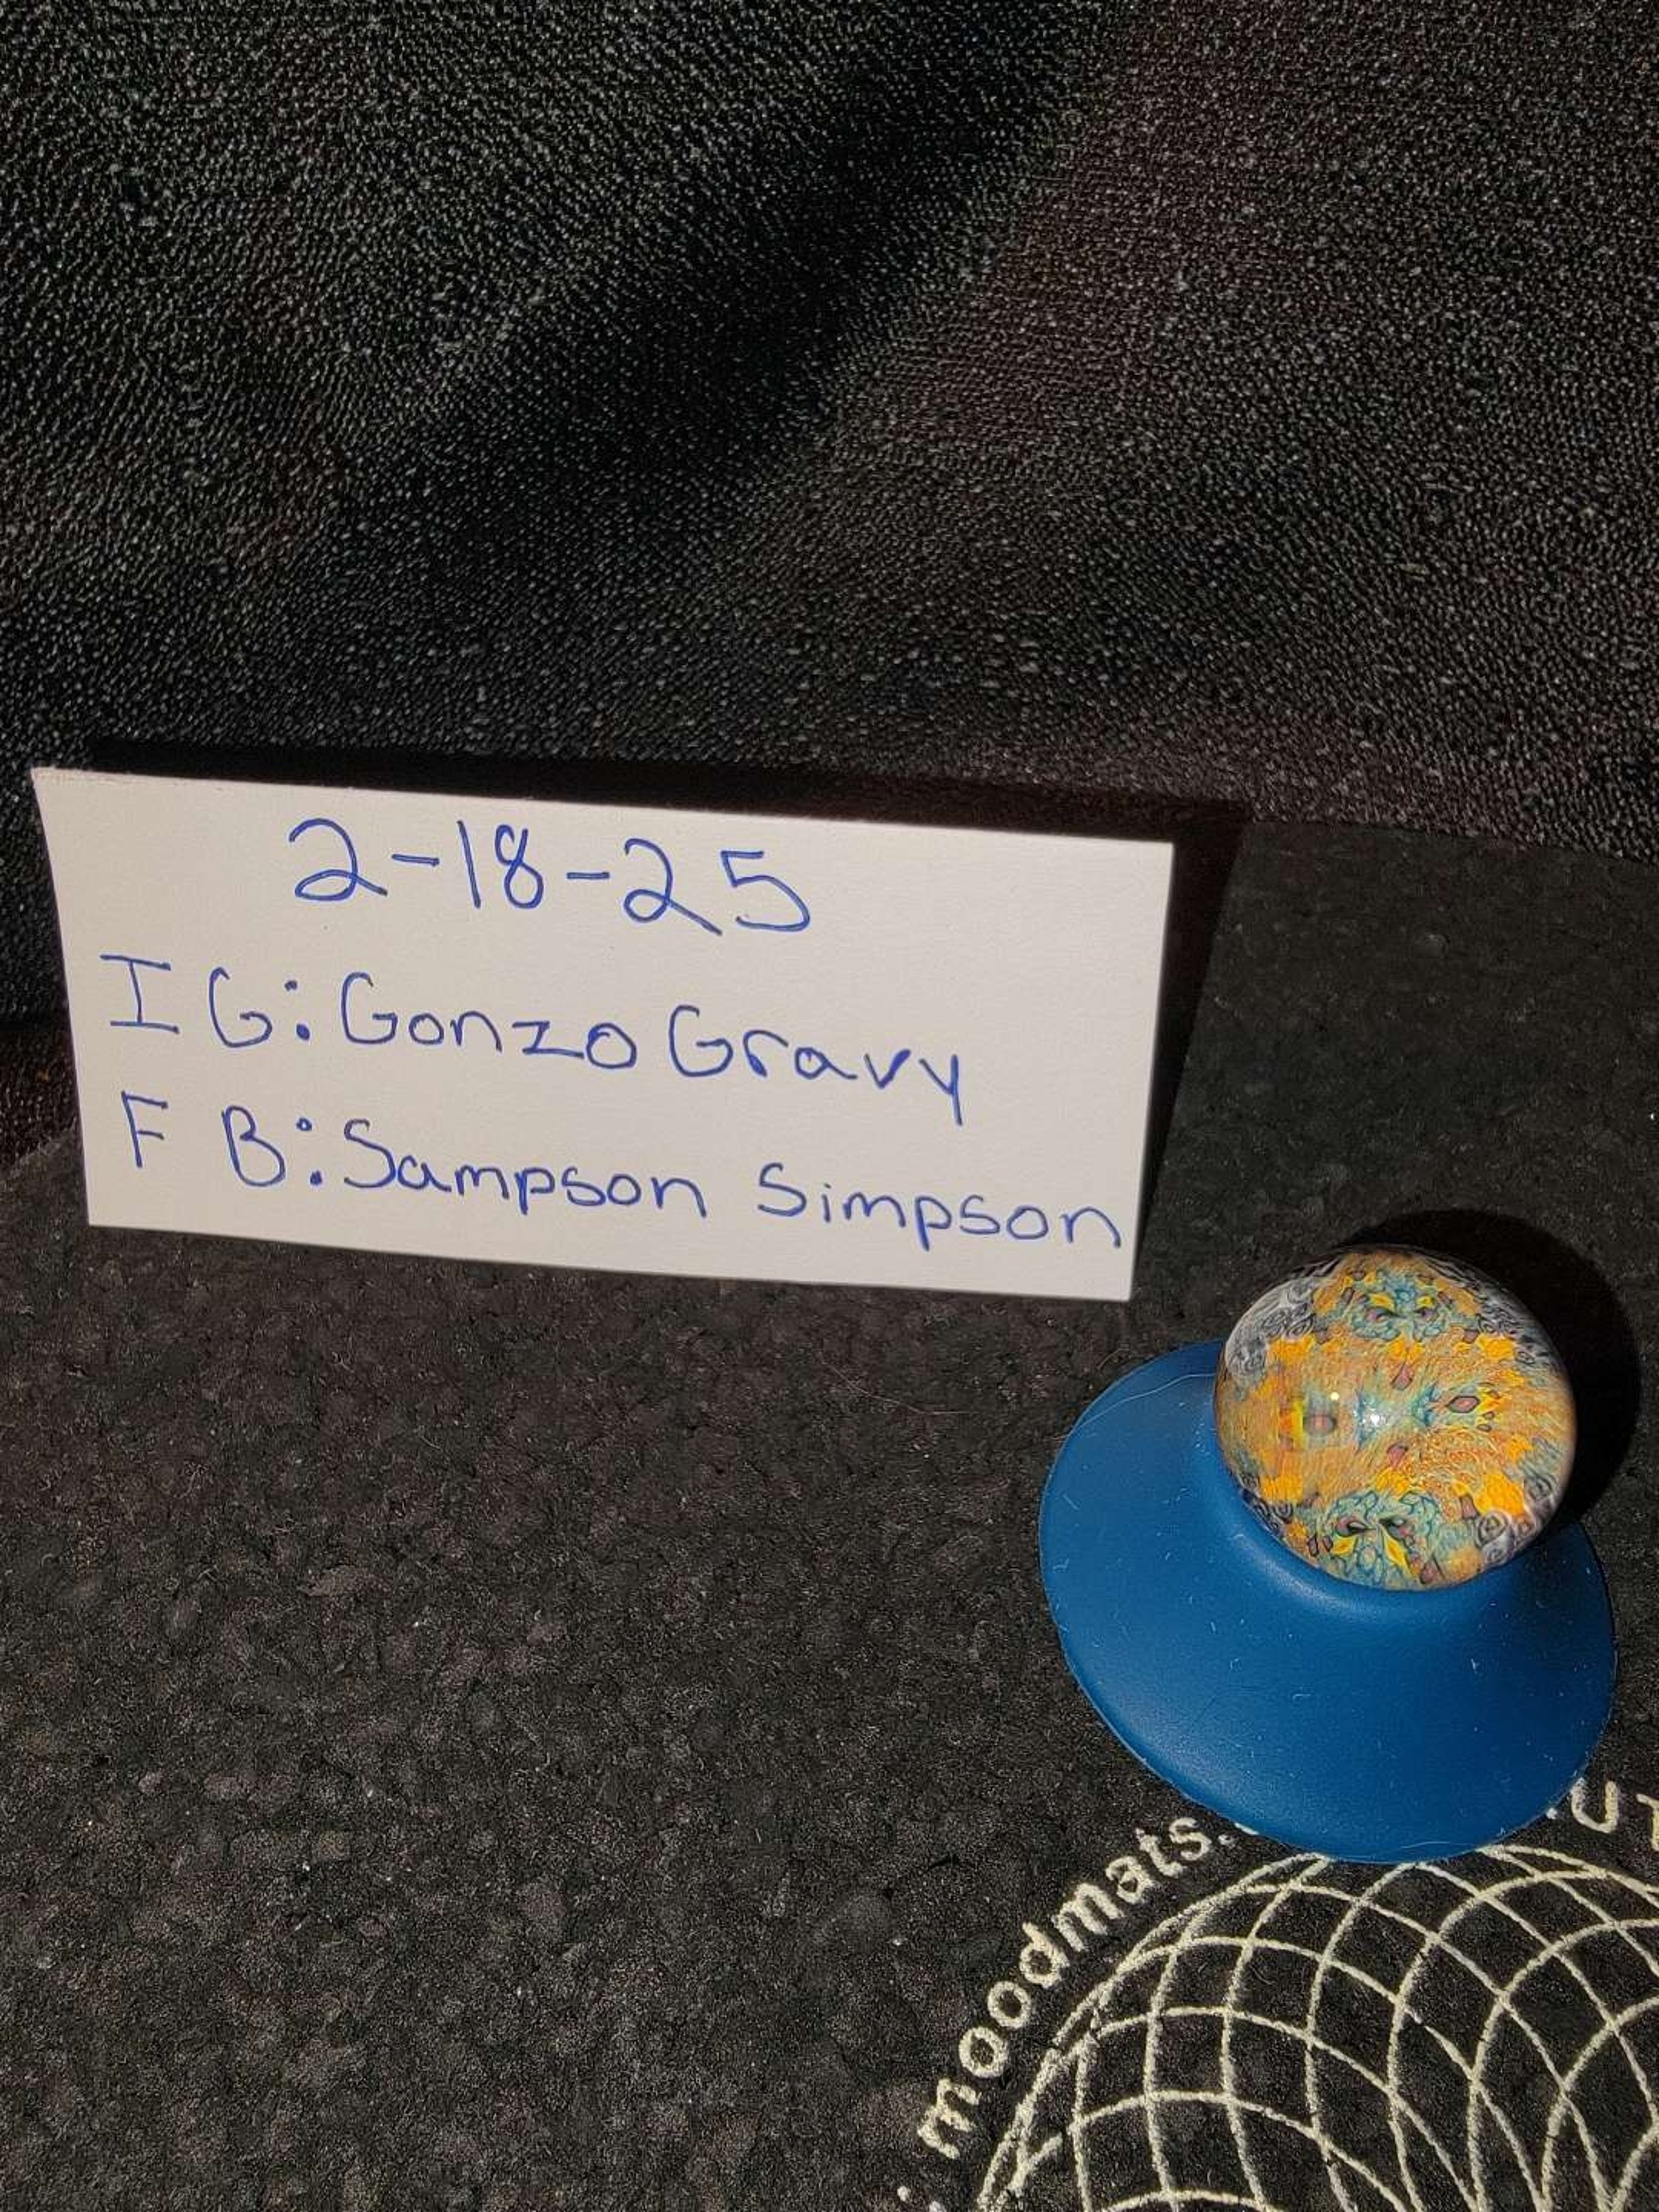 2-18-25
IG: Gonzo Gravy
FB: Sampson Simpson
moodmats.